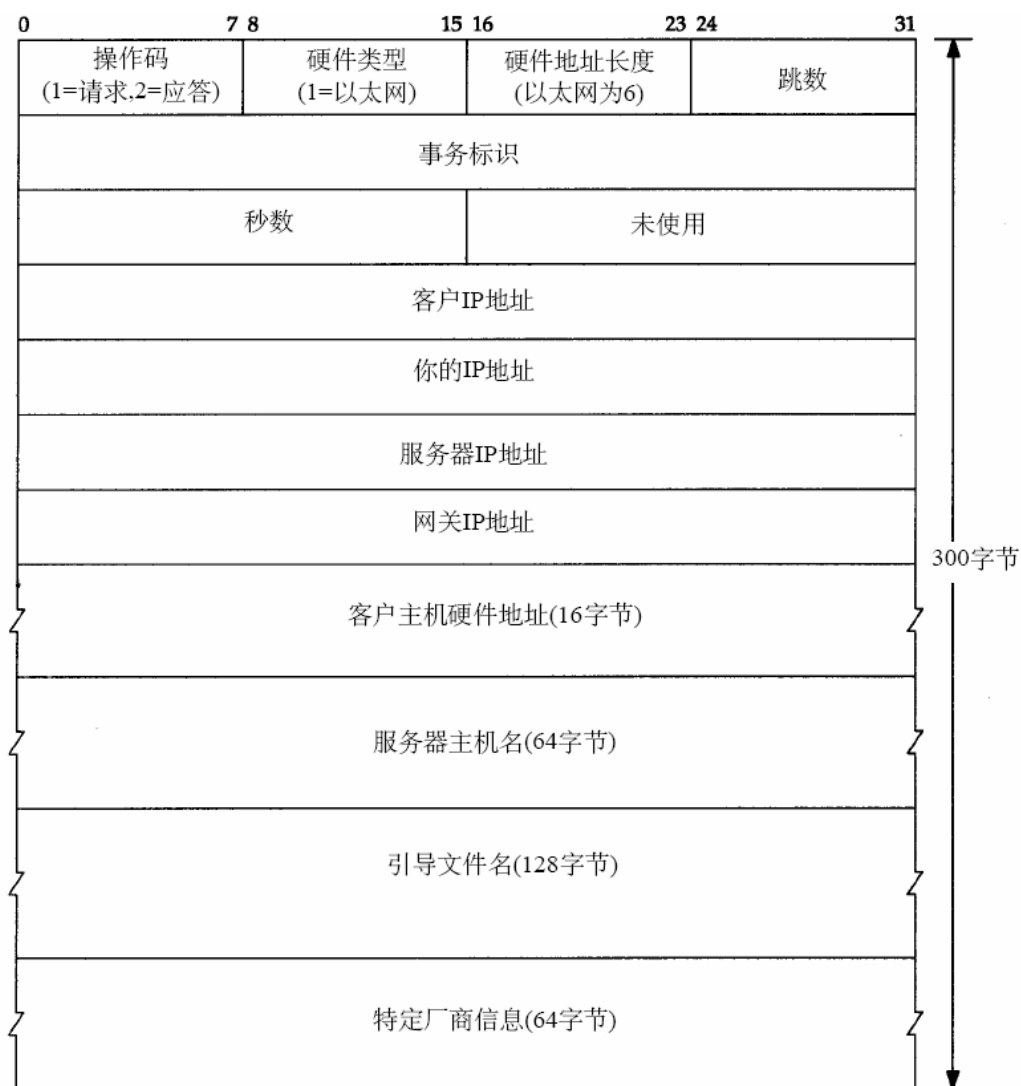 0 7 8 15 16 23 24 31
操作码
(1=请求,2=应答)
硬件类型
(1=以太网)
硬件地址长度
(以太网为6)
跳数
事务标识
秒数
未使用
客户IP地址
你的IP地址
服务器IP地址
网关IP地址
300字节
客户主机硬件地址(16字节)
服务器主机名(64字节)
引导文件名(128字节)
特定厂商信息(64字节)